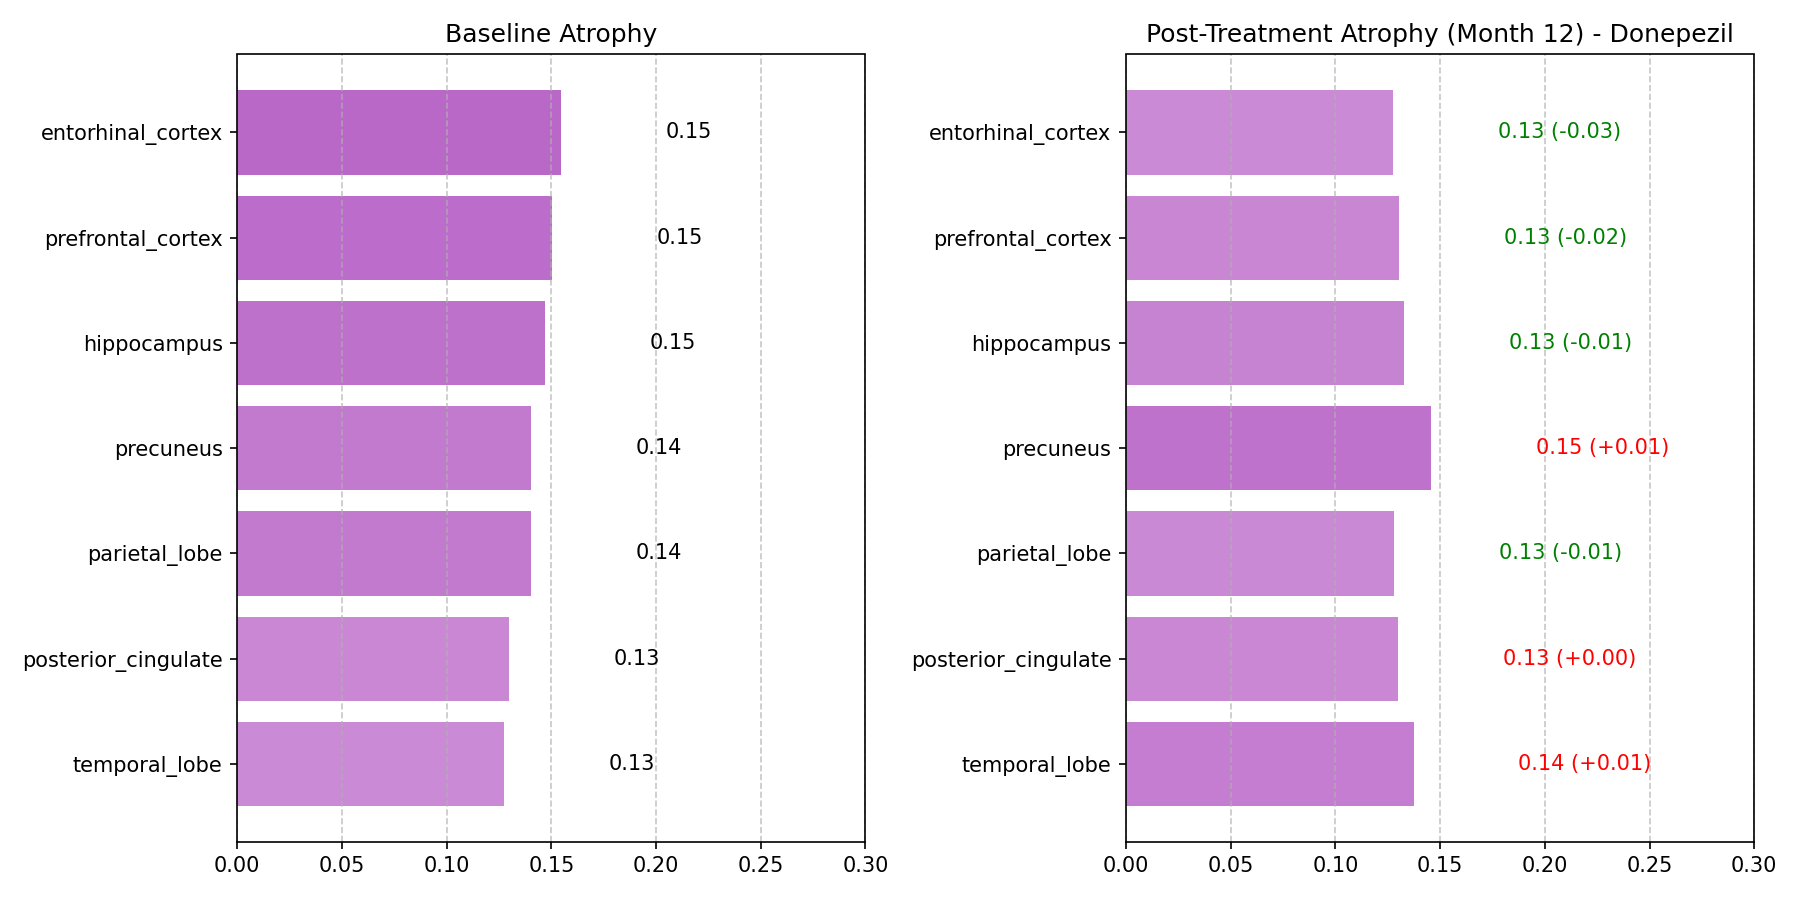 Baseline Atrophy
entorhinal_cortex 0.15
prefrontal_cortex 0.15
hippocampus 0.15
precuneus 0.14
parietal_lobe 0.14
posterior_cingulate 0.13
temporal_lobe 0.13
0.00 0.05 0.10 0.15 0.20 0.25 0.30
Post-Treatment Atrophy (Month 12) - Donepezil
entorhinal_cortex 0.13 (-0.03)
prefrontal_cortex 0.13 (-0.02)
hippocampus 0.13 (-0.01)
precuneus 0.15 (+0.01)
parietal_lobe 0.13 (-0.01)
posterior_cingulate 0.13 (+0.00)
temporal_lobe 0.14 (+0.01)
0.00 0.05 0.10 0.15 0.20 0.25 0.30